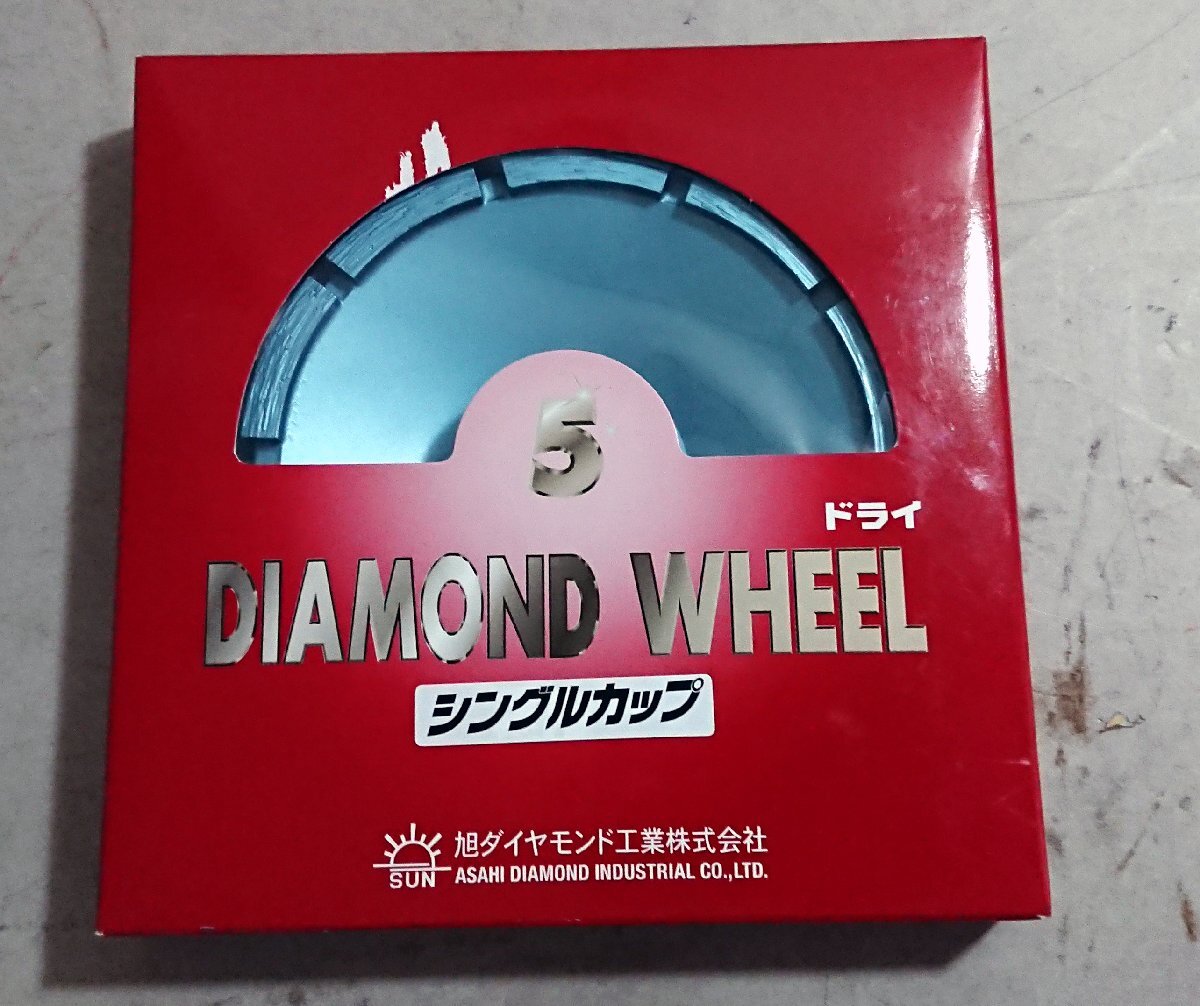 5
ドライ
DIAMOND WHEEL
シングルカップ
SUN
旭ダイヤモンド工業株式会社
ASAHI DIAMOND INDUSTRIAL CO.,LTD.